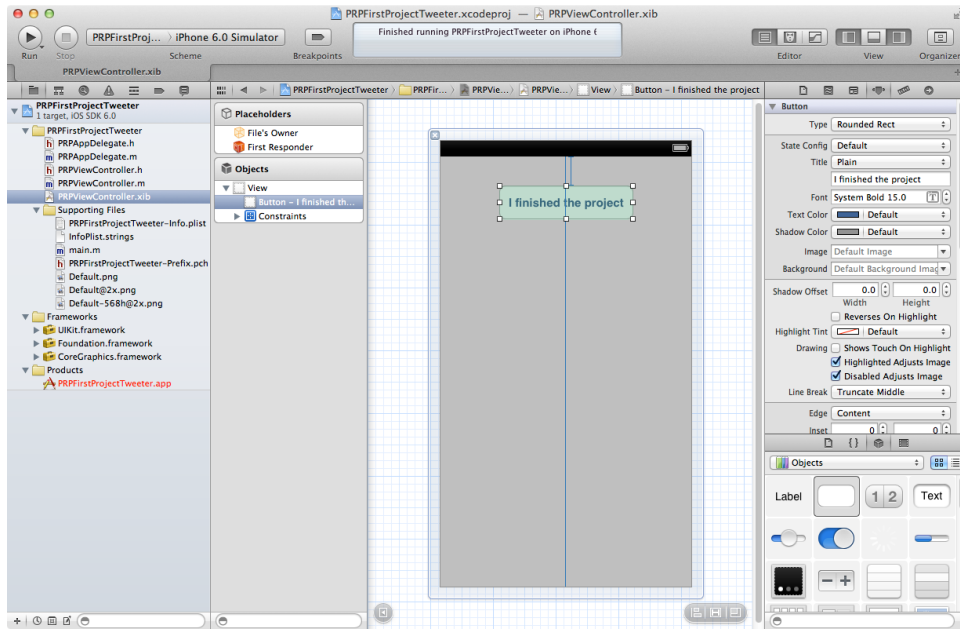 PRPFirstProjectTweeter.xcodeproj — PRPViewController.xib
PRPFirstProj... iPhone 6.0 Simulator
Finished running PRPFirstProjectTweeter on iPhone 6
Run Stop Scheme Breakpoints Editor View Organizer
PRPViewController.xib
PRPFirstProjectTweeter
1 target, iOS SDK 6.0
PRPFirstProjectTweeter
PRPAppDelegate.h
PRPAppDelegate.m
PRPViewController.h
PRPViewController.m
PRPViewController.xib
Supporting Files
PRPFirstProjectTweeter-Info.plist
InfoPlist.strings
main.m
PRPFirstProjectTweeter-Prefix.pch
Default.png
Default@2x.png
Default-568h@2x.png
Frameworks
UIKit.framework
Foundation.framework
CoreGraphics.framework
Products
PRPFirstProjectTweeter.app
PRPFirstProjectTweeter PRPFir... PRPVie... PRPVie... View Button – I finished the project
Placeholders
File's Owner
First Responder
Objects
View
Button – I finished th...
Constraints
I finished the project
Button
Type Rounded Rect
State Config Default
Title Plain
I finished the project
Font System Bold 15.0
Text Color Default
Shadow Color Default
Image Default Image
Background Default Background Imag
Shadow Offset 0.0 0.0
Width Height
Reverses On Highlight
Highlight Tint Default
Drawing Shows Touch On Highlight
Highlighted Adjusts Image
Disabled Adjusts Image
Line Break Truncate Middle
Edge Content
Inset 0 0
Objects
Label 1 2 Text